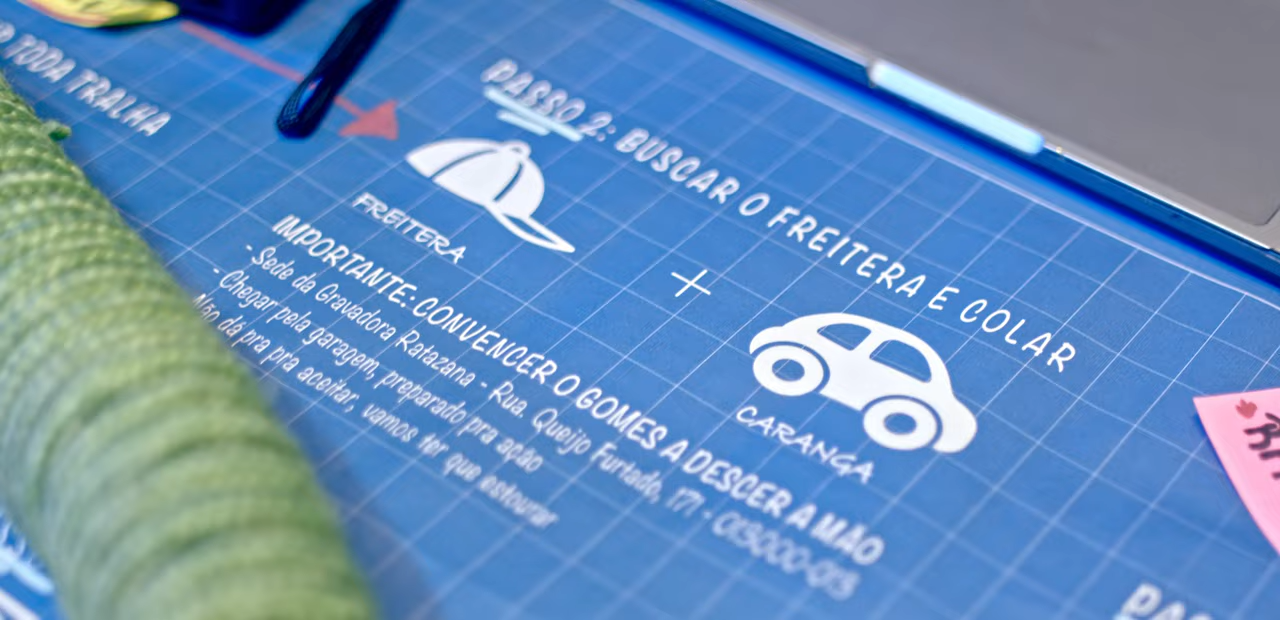 TODA TRALHA
PASSO 2: BUSCAR O FREITERA E COLAR
FREITERA
+
CARANGA
IMPORTANTE: CONVENCER O GOMES A DESCER A MÃO
- Sede da Gravadora Ratazana - Rua. Queijo Furlado, 171 - 013000-013
- Chegar pela garagem, preparado pra ação
Não dá pra pra aceitar, vamos ter que estourar